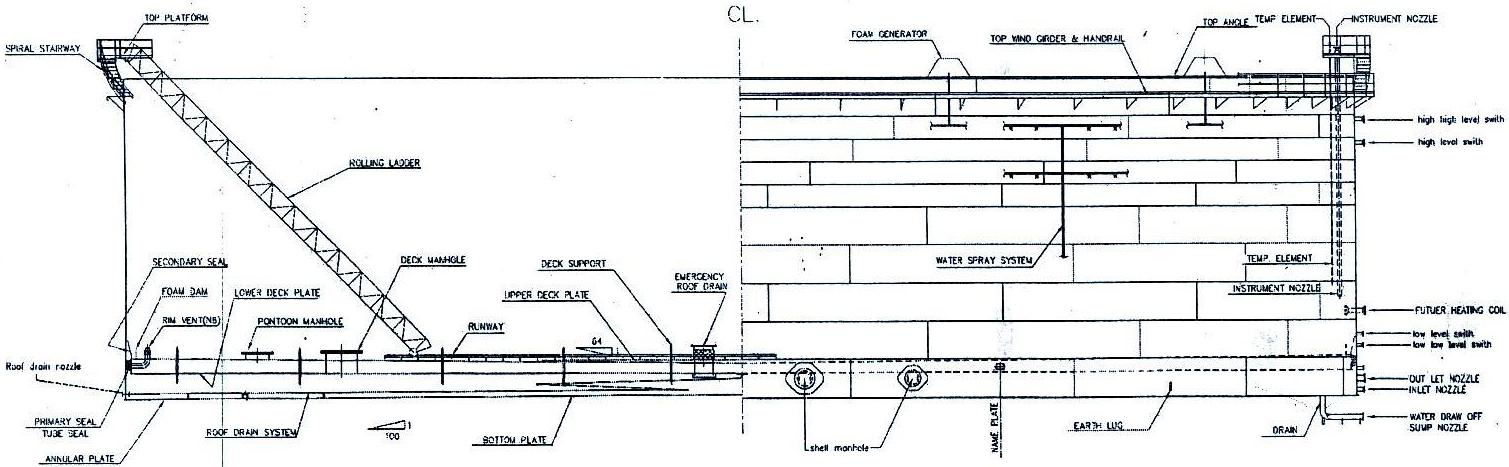 CL.
TOP PLATFORM
SPIRAL STAIRWAY
FOAM GENERATOR
TOP WIND GIRDER & HANDRAIL
TOP ANGLE
TEMP ELEMENT
INSTRUMENT NOZZLE
high high level swith
high level swith
ROLLING LADDER
SECONDARY SEAL
FOAM DAM
LOWER DECK PLATE
RIM VENT(NB)
PONTOON MANHOLE
DECK MANHOLE
DECK SUPPORT
UPPER DECK PLATE
EMERGENCY
ROOF DRAIN
RUNWAY
64
WATER SPRAY SYSTEM
TEMP. ELEMENT
INSTRUMENT NOZZLE
FUTUER HEATING COIL
low level swith
low low level swith
Roof drain nozzle
OUT LET NOZZLE
INLET NOZZLE
PRIMARY SEAL
TUBE SEAL
ROOF DRAIN SYSTEM
1
100
BOTTOM PLATE
shell manhole
NAME PLATE
EARTH LUG
DRAIN
WATER DRAW OFF
SUMP NOZZLE
ANNULAR PLATE